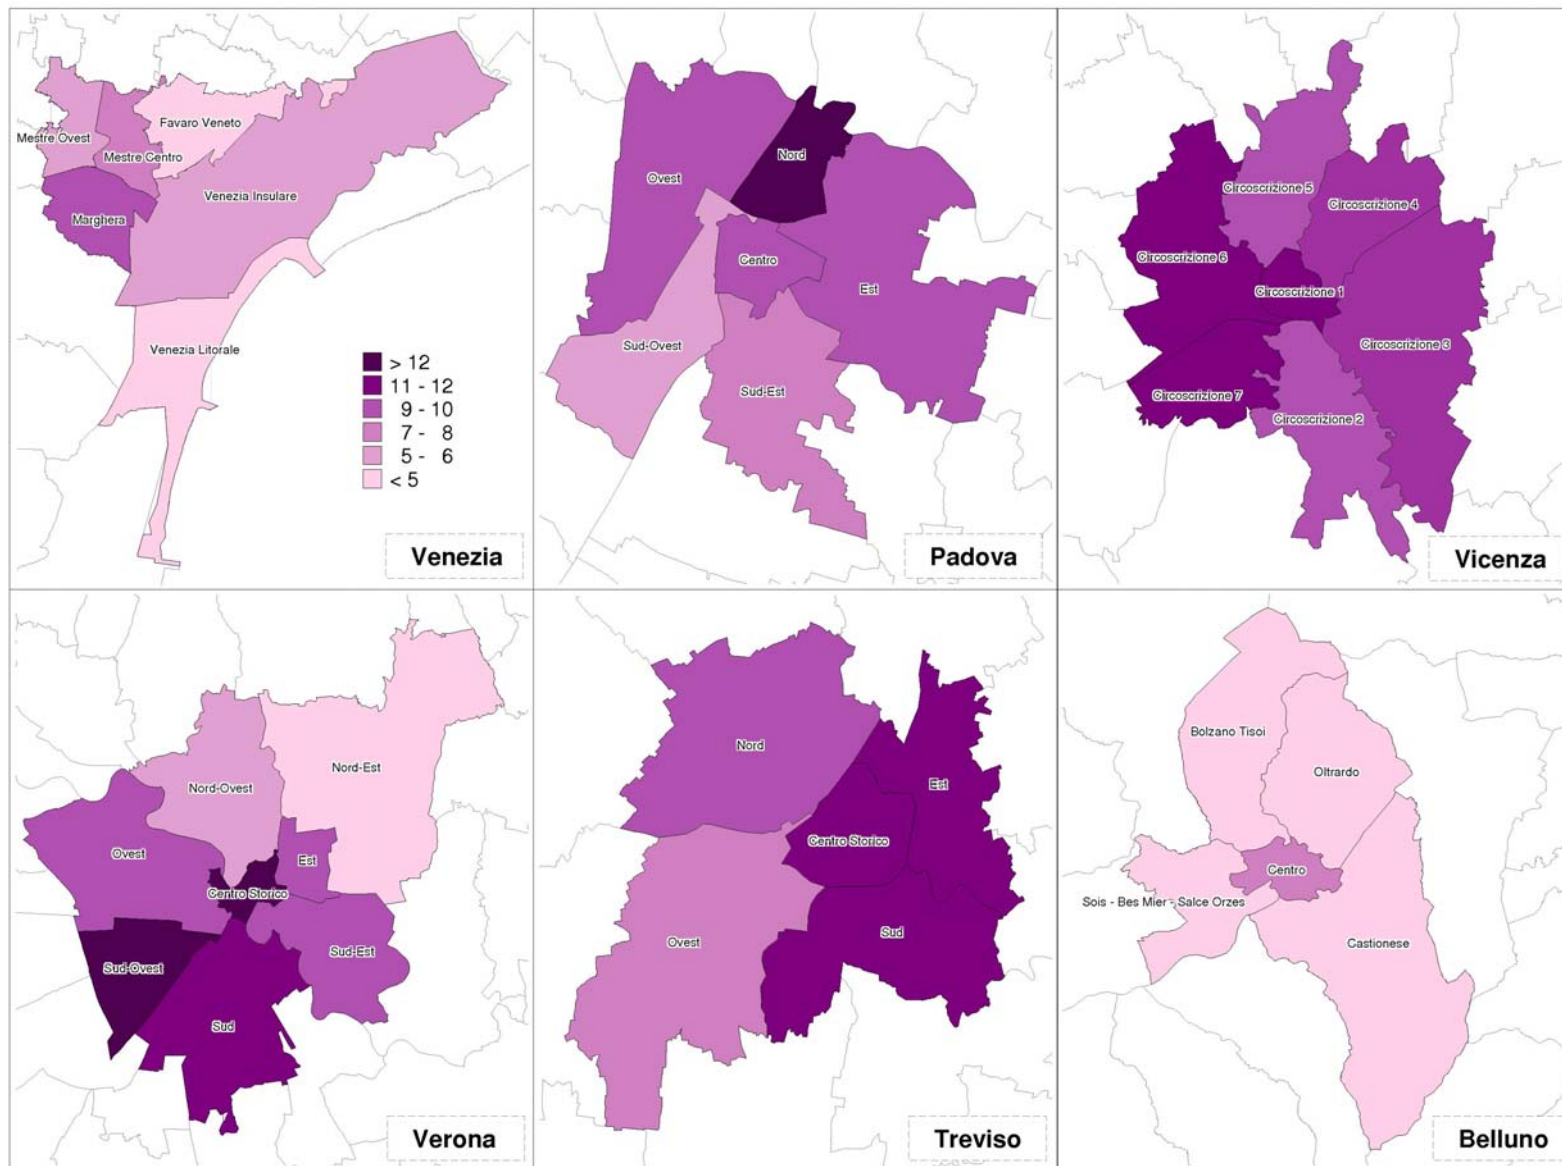 Mestre Ovest
Favaro Veneto
Mestre Centro
Venezia Insulare
Marghera
Venezia Litorale
> 12
11 - 12
9 - 10
7 - 8
5 - 6
< 5
Venezia
Nord
Ovest
Centro
Est
Sud-Ovest
Sud-Est
Padova
Circoscrizione 5
Circoscrizione 4
Circoscrizione 6
Circoscrizione 1
Circoscrizione 3
Circoscrizione 7
Circoscrizione 2
Vicenza
Nord-Est
Nord-Ovest
Ovest
Est
Centro Storico
Sud-Est
Sud-Ovest
Sud
Verona
Nord
Est
Centro Storico
Sud
Ovest
Treviso
Bolzano Tisoi
Oltrardo
Centro
Sois - Bes Mier - Salce Orzes
Castionese
Belluno